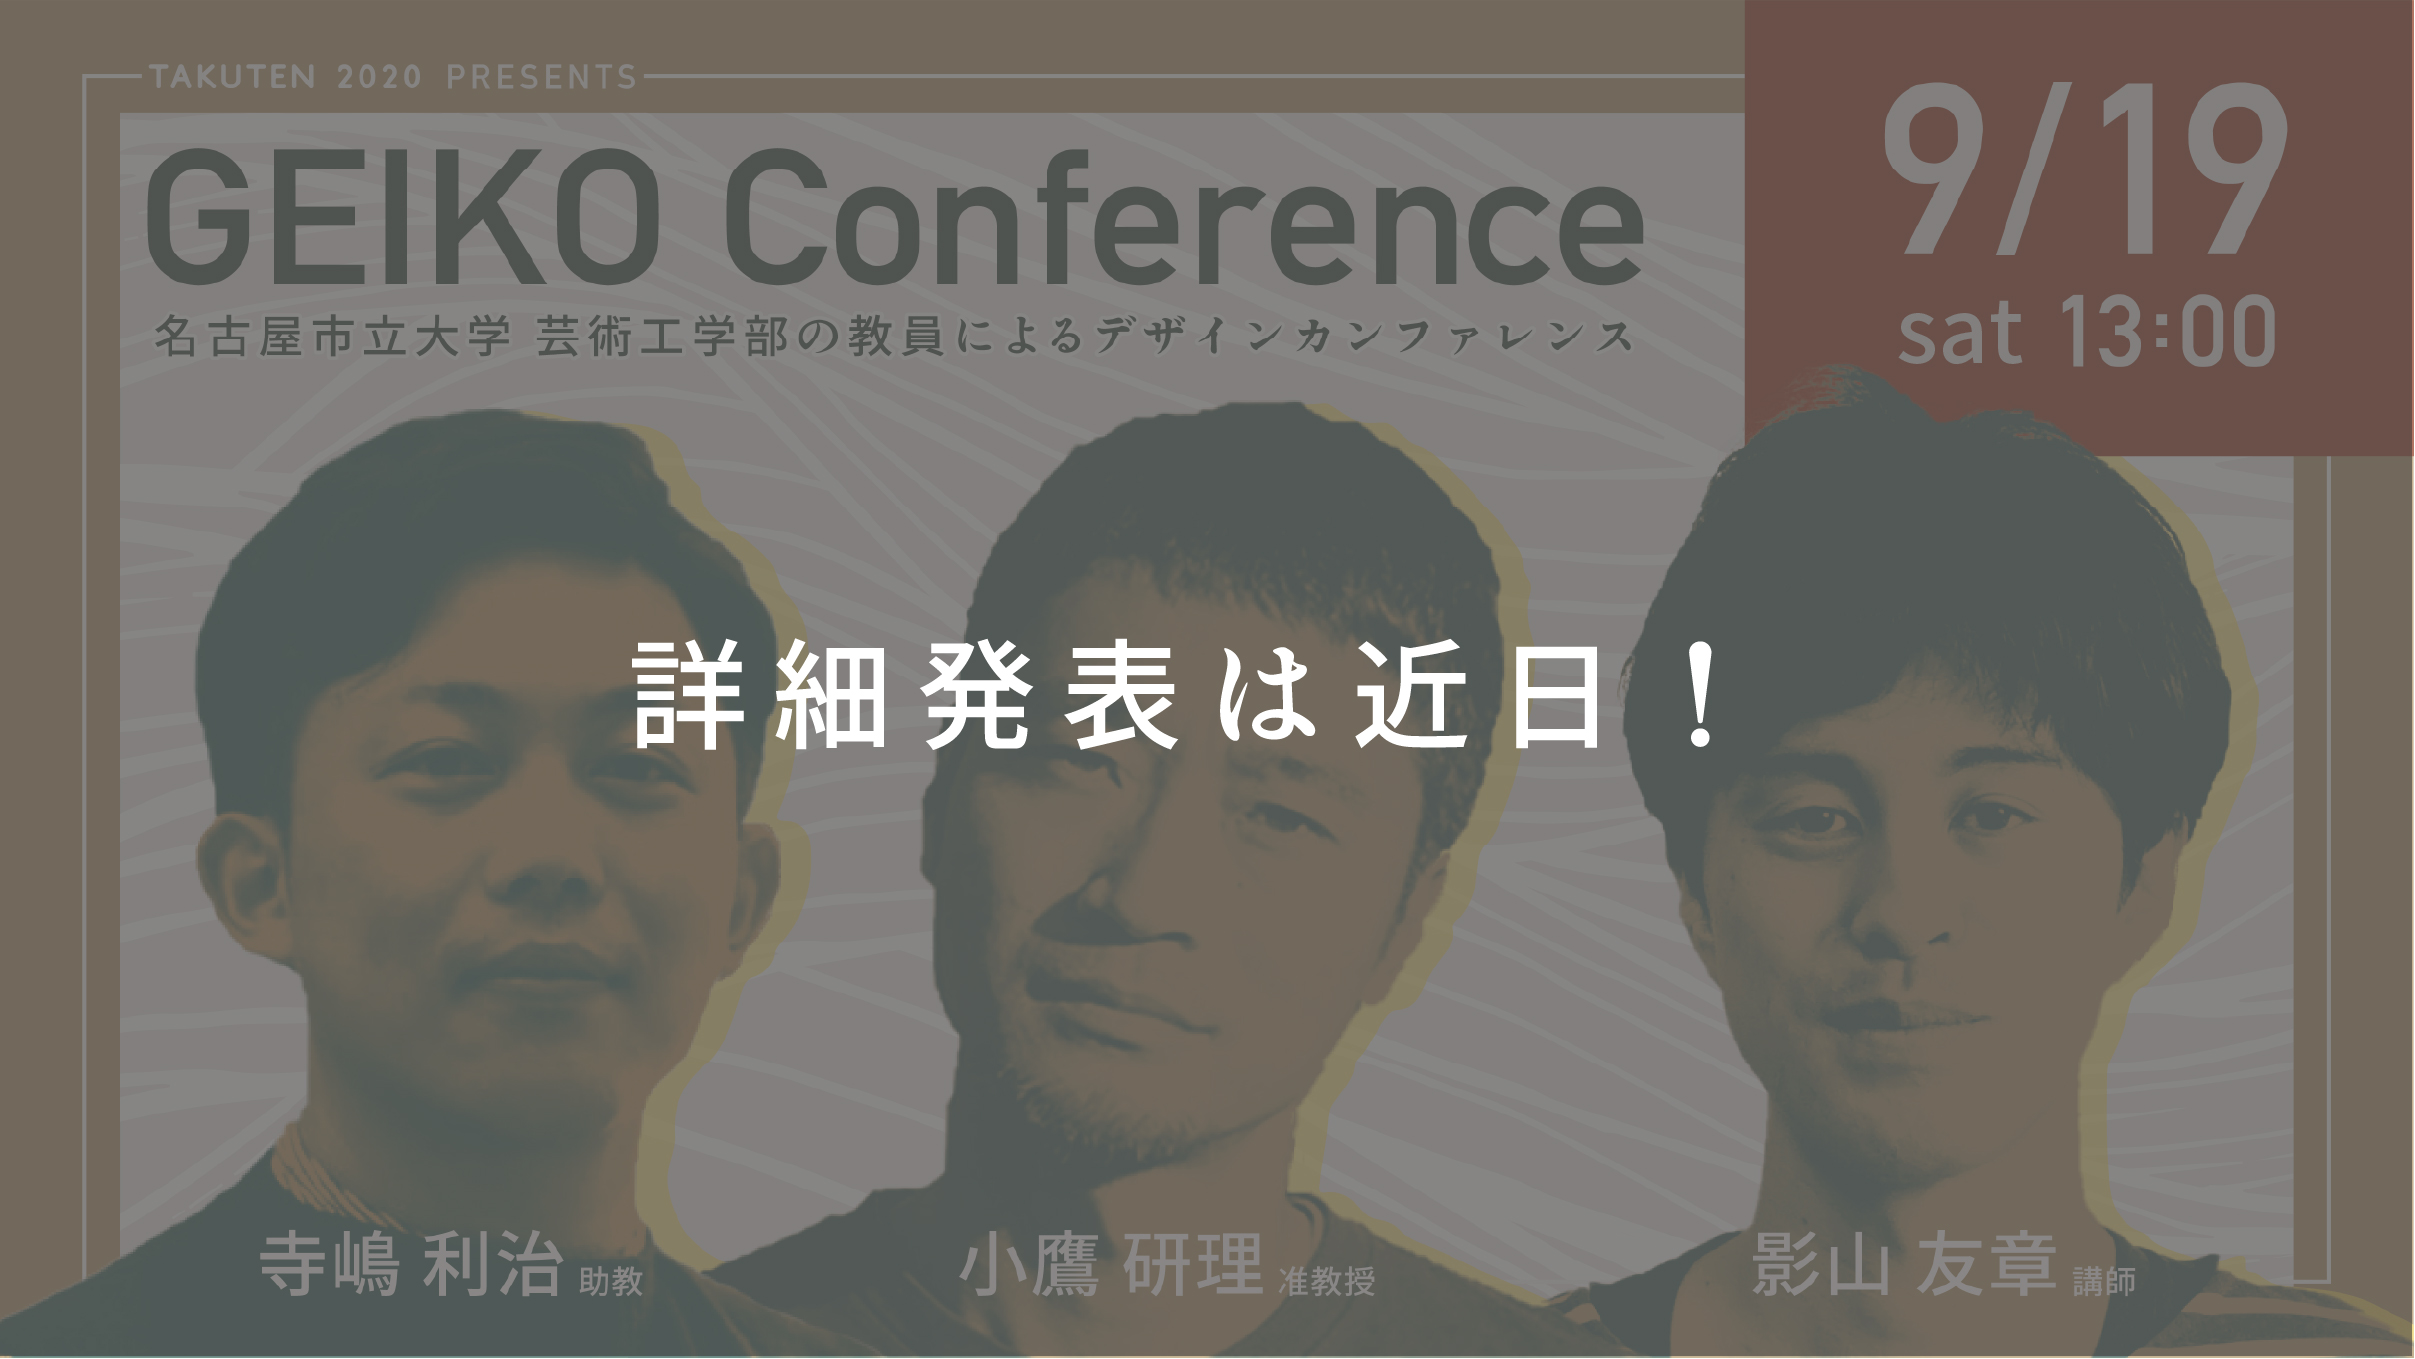 TAKUTEN 2020 PRESENTS
GEIKO Conference
名古屋市立大学 芸術工学部の教員によるデザインカンファレンス
9/19
sat 13:00
詳細発表は近日！
寺嶋 利治 助教
小鷹 研理 准教授
影山 友章 講師